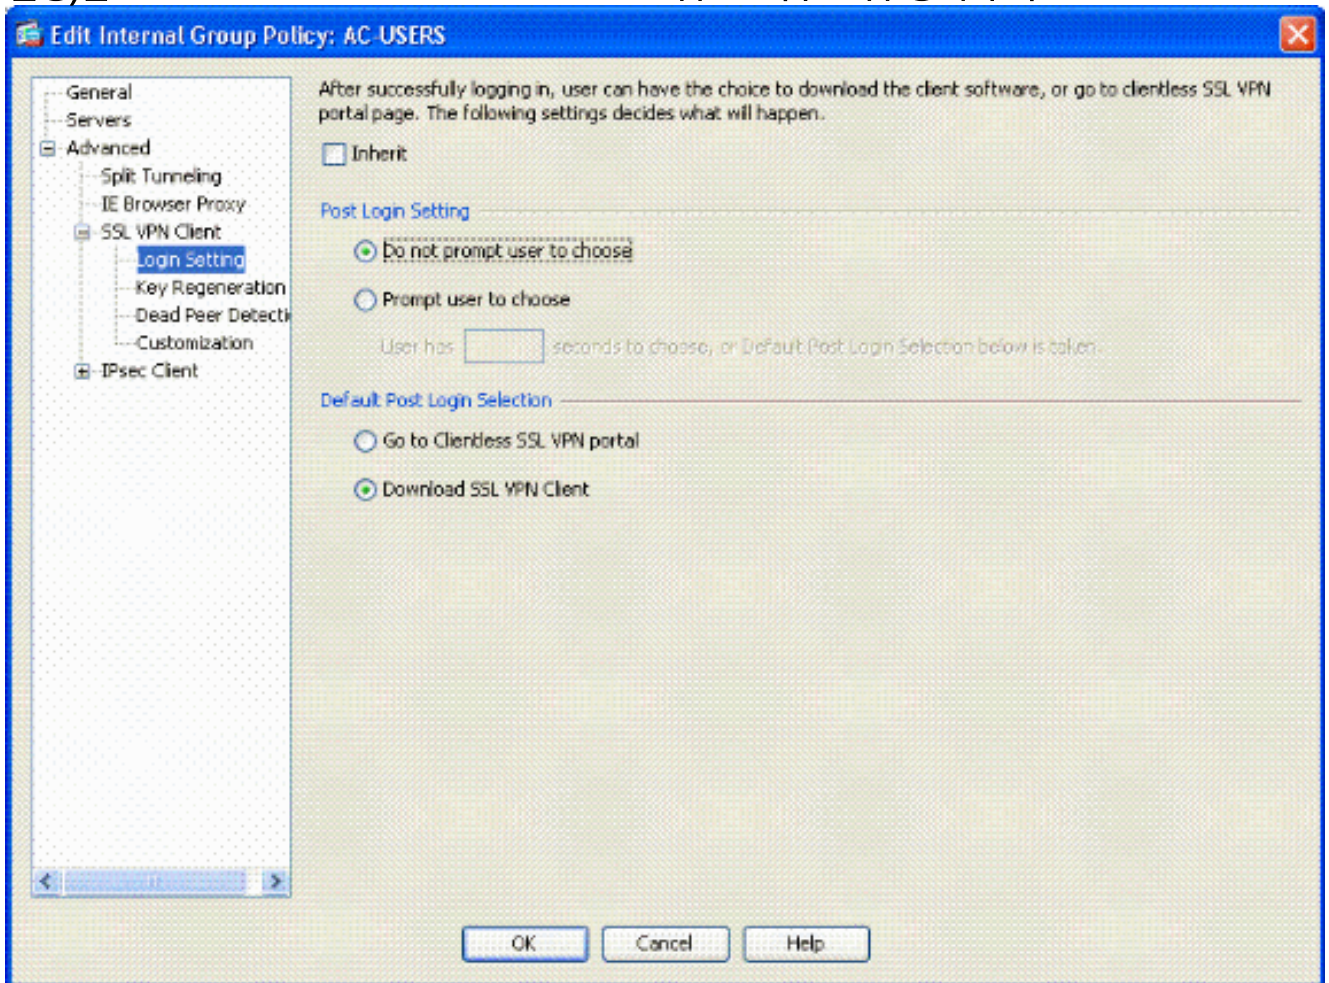 Edit Internal Group Policy: AC-USERS
General
Servers
Advanced
Split Tunneling
IE Browser Proxy
SSL VPN Client
Login Setting
Key Regeneration
Dead Peer Detecti
Customization
IPsec Client
After successfully logging in, user can have the choice to download the client software, or go to clientless SSL VPN
portal page. The following settings decides what will happen.
Inherit
Post Login Setting
Do not prompt user to choose
Prompt user to choose
User has seconds to choose, or Default Post Login Selection below is taken.
Default Post Login Selection
Go to Clientless SSL VPN portal
Download SSL VPN Client
OK
Cancel
Help